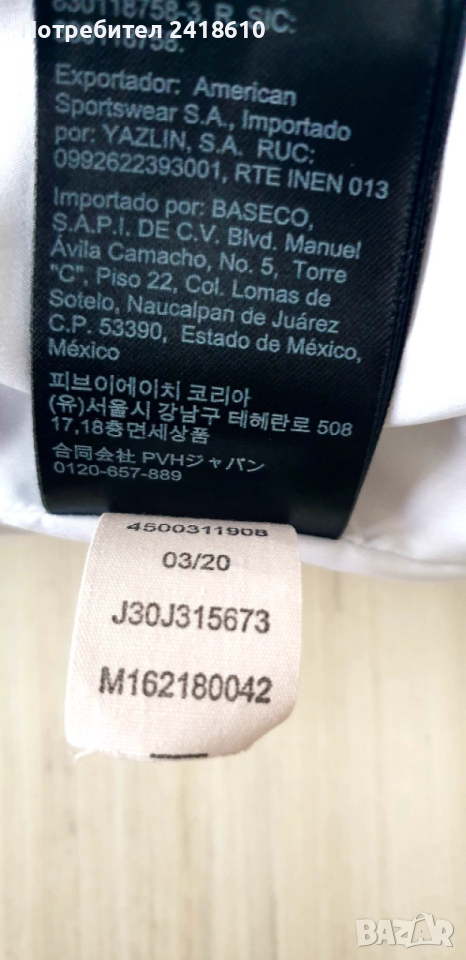 Потребител 2418610
630118758-3, R. SIC:
Exportador: American
Sportswear S.A., Importado
por: YAZLIN, S.A. RUC:
0992622393001, RTE INEN 013
Importado por: BASECO,
S.A.P.I. DE C.V. Blvd. Manuel
Ávila Camacho, No. 5, Torre
"C", Piso 22, Col. Lomas de
Sotelo, Naucalpan de Juárez
C.P. 53390, Estado de México,
México
피브이에이치 코리아
(유)서울시 강남구 테헤란로 508
17,18층면세상품
合同会社 PVHジャパン
0120-657-889
4500311908
03/20
J30J315673
M162180042
BAZAR